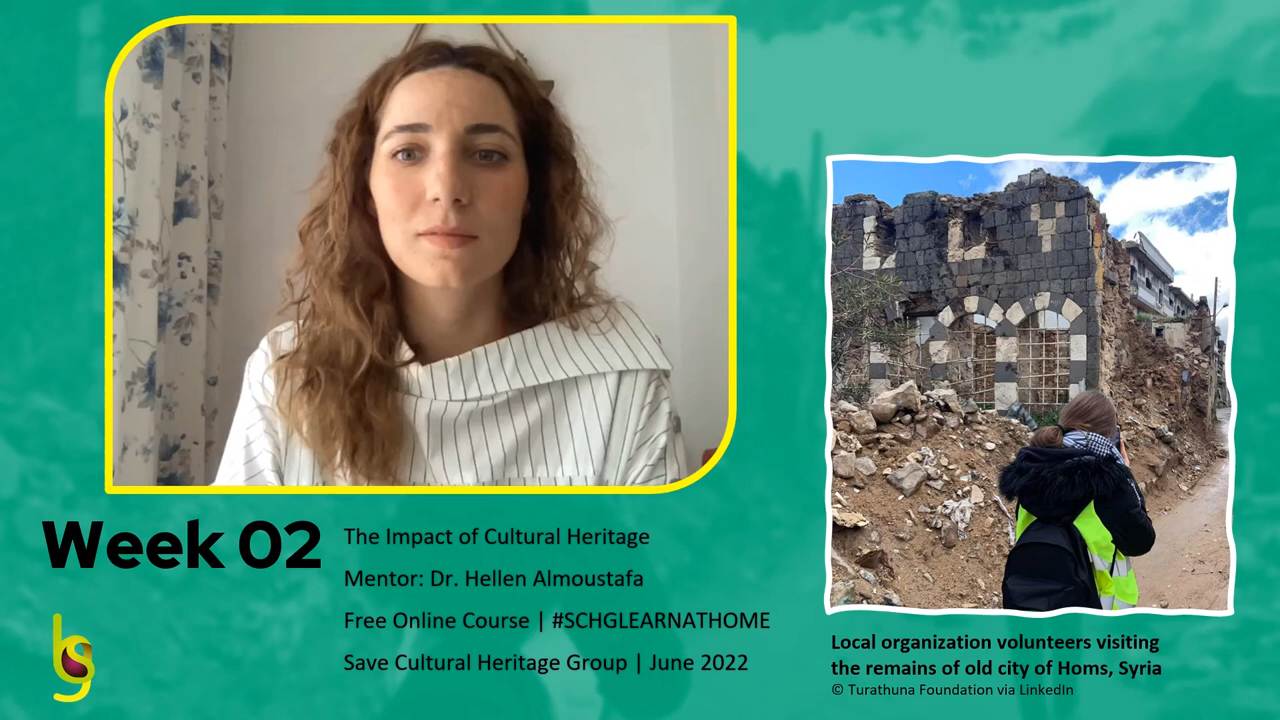 Week 02
The Impact of Cultural Heritage
Mentor: Dr. Hellen Almoustafa
Free Online Course | #SCHGLEARNATHOME
Save Cultural Heritage Group | June 2022
Local organization volunteers visiting
the remains of old city of Homs, Syria
© Turathuna Foundation via LinkedIn